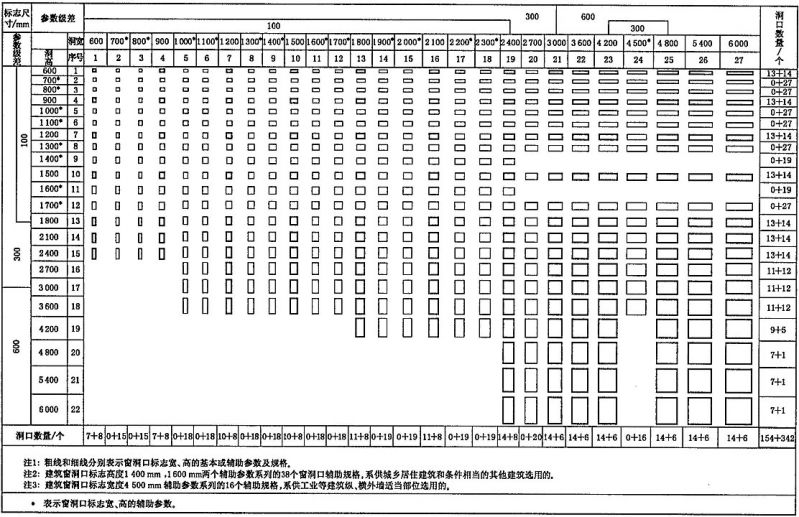 标志尺寸/mm 参数级差 100 300 600 300 洞口数量/个
参数级差 洞高 洞宽 600 700* 800* 900 1000* 1100* 1200 1300* 1400* 1500 1600* 1700* 1800 1900* 2000* 2100 2200* 2300* 2400 2700 3000 3600 4200 4500* 4800 5400 6000
序号 1 2 3 4 5 6 7 8 9 10 11 12 13 14 15 16 17 18 19 20 21 22 23 24 25 26 27
100
600 1 13+14
700* 2 0+27
800* 3 0+27
900 4 13+14
1000* 5 0+27
1100* 6 0+27
1200 7 13+14
1300* 8 0+27
1400* 9 0+19
1500 10 13+14
1600* 11 0+19
1700* 12 0+27
1800 13 13+14
300
2100 14 13+14
2400 15 13+14
2700 16 11+12
3000 17 11+12
600
3600 18 11+12
4200 19 9+6
4800 20 7+1
5400 21 7+1
6000 22 7+1
洞口数量/个 7+8 0+15 0+15 7+8 0+18 0+18 10+8 0+18 0+18 10+8 0+18 0+18 11+8 0+19 0+19 11+8 0+19 0+19 14+8 0+20 14+6 14+6 14+6 0+16 14+6 14+6 14+6 154+342
注1: 粗线和细线分别表示窗洞口标志宽、高的基本或辅助参数及规格。
注2: 建筑窗洞口标志高度1 400 mm,1600 mm两个辅助参数系列的38个窗洞口辅助规格,系供城乡居住建筑和条件相当的其他建筑选用的。
注3: 建筑窗洞口标志宽度4 500 mm 辅助参数系列的16个辅助规格,系供工业等建筑纵、横外墙适当部位选用的。
* 表示窗洞口标志宽、高的辅助参数。